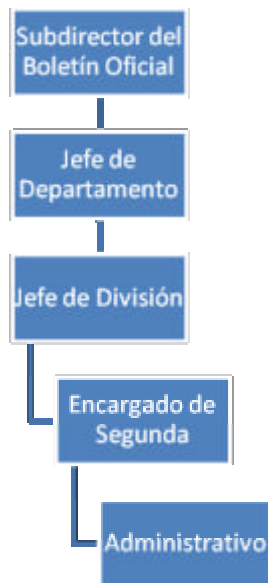 Subdirector del
Boletín Oficial
Jefe de
Departamento
Jefe de División
Encargado de
Segunda
Administrativo